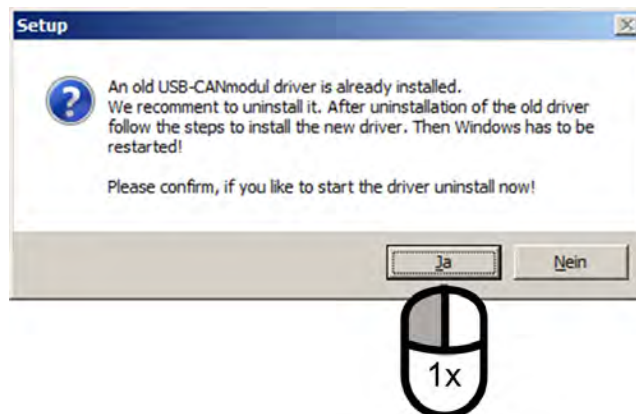 Setup
An old USB-CANmodul driver is already installed.
We recomment to uninstall it. After uninstallation of the old driver
follow the steps to install the new driver. Then Windows has to be
restarted!
Please confirm, if you like to start the driver uninstall now!
Ja
Nein
1x